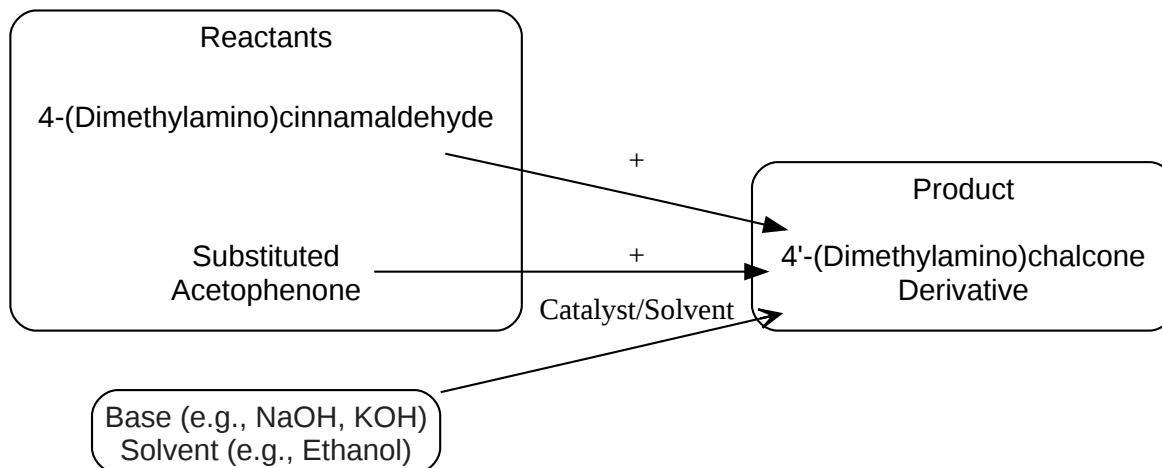 Reactants
4-(Dimethylamino)cinnamaldehyde
+
Product
Substituted
Acetophenone
+
4'-(Dimethylamino)chalcone
Derivative
Catalyst/Solvent
Base (e.g., NaOH, KOH)
Solvent (e.g., Ethanol)